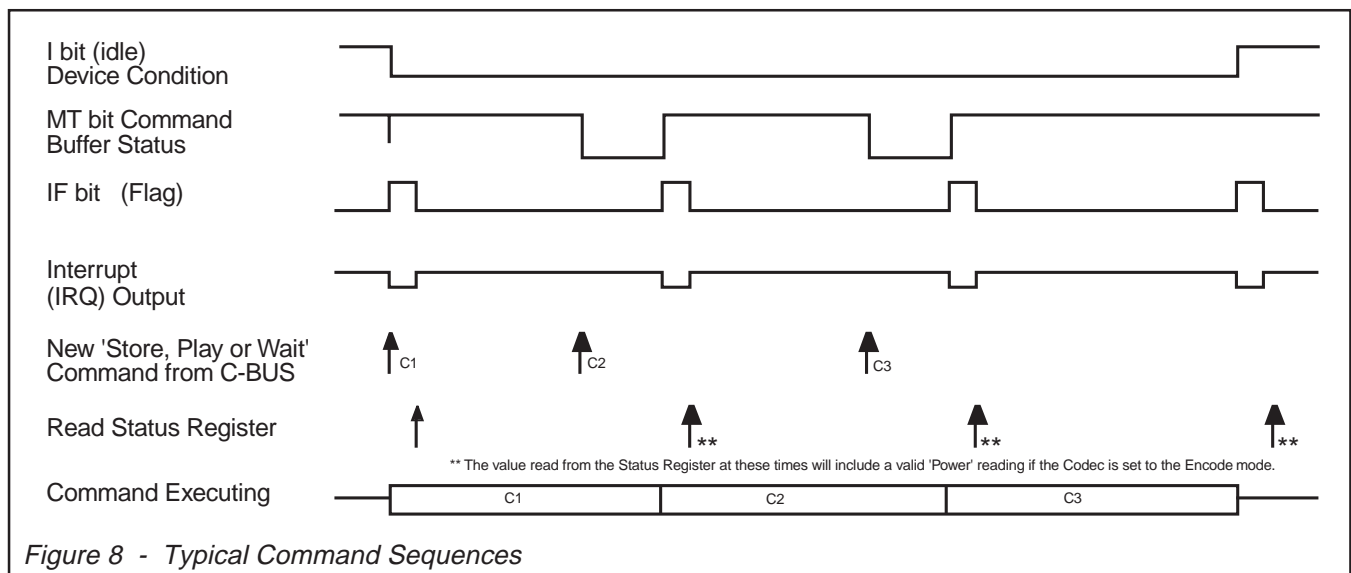 I bit (idle)
Device Condition
MT bit Command
Buffer Status
IF bit (Flag)
Interrupt
(IRQ) Output
New 'Store, Play or Wait'
Command from C-BUS
C1
C2
C3
Read Status Register
**
**
**
** The value read from the Status Register at these times will include a valid 'Power' reading if the Codec is set to the Encode mode.
Command Executing
C1
C2
C3
Figure 8 - Typical Command Sequences